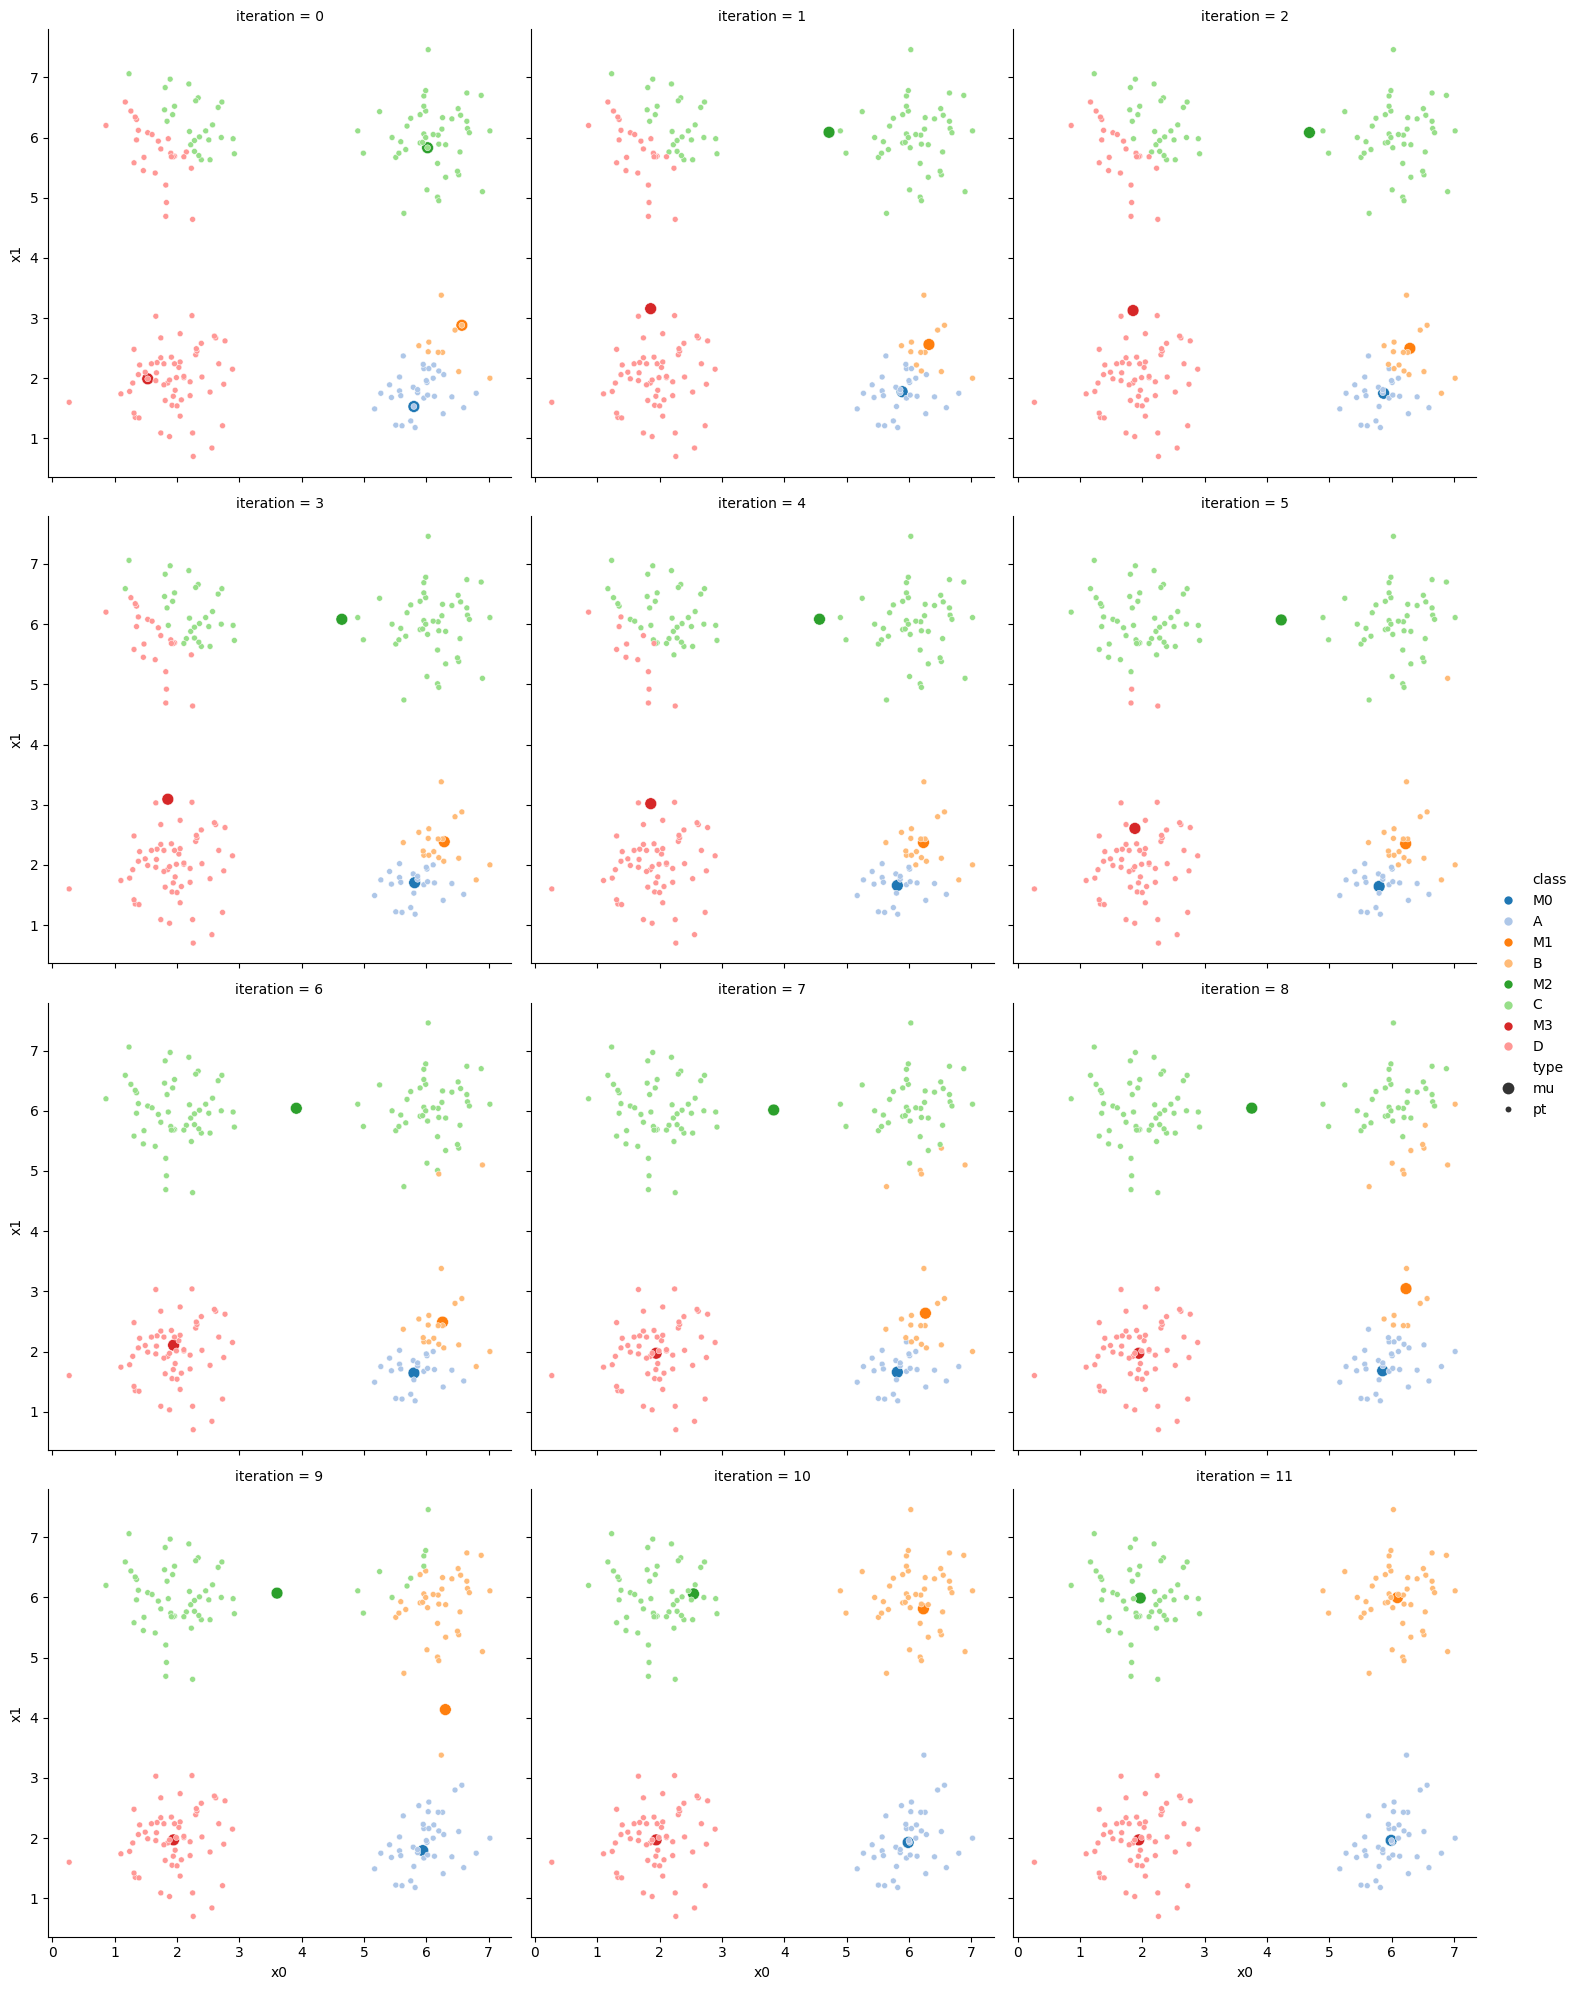 iteration = 0
iteration = 1
iteration = 2
7
6
5
4
3
2
1
x1
iteration = 3
iteration = 4
iteration = 5
7
6
5
4
3
2
1
x1
class
M0
A
M1
B
M2
C
M3
D
type
mu
pt
iteration = 6
iteration = 7
iteration = 8
7
6
5
4
3
2
1
x1
iteration = 9
iteration = 10
iteration = 11
7
6
5
4
3
2
1
x1
0 1 2 3 4 5 6 7
0 1 2 3 4 5 6 7
0 1 2 3 4 5 6 7
x0
x0
x0